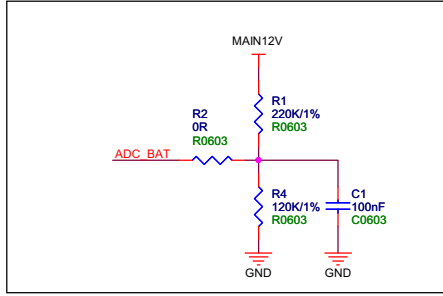 MAIN12V
R1
220K/1%
R0603
R2
0R
R0603
ADC_BAT
R4
120K/1%
R0603
C1
100nF
C0603
GND
GND